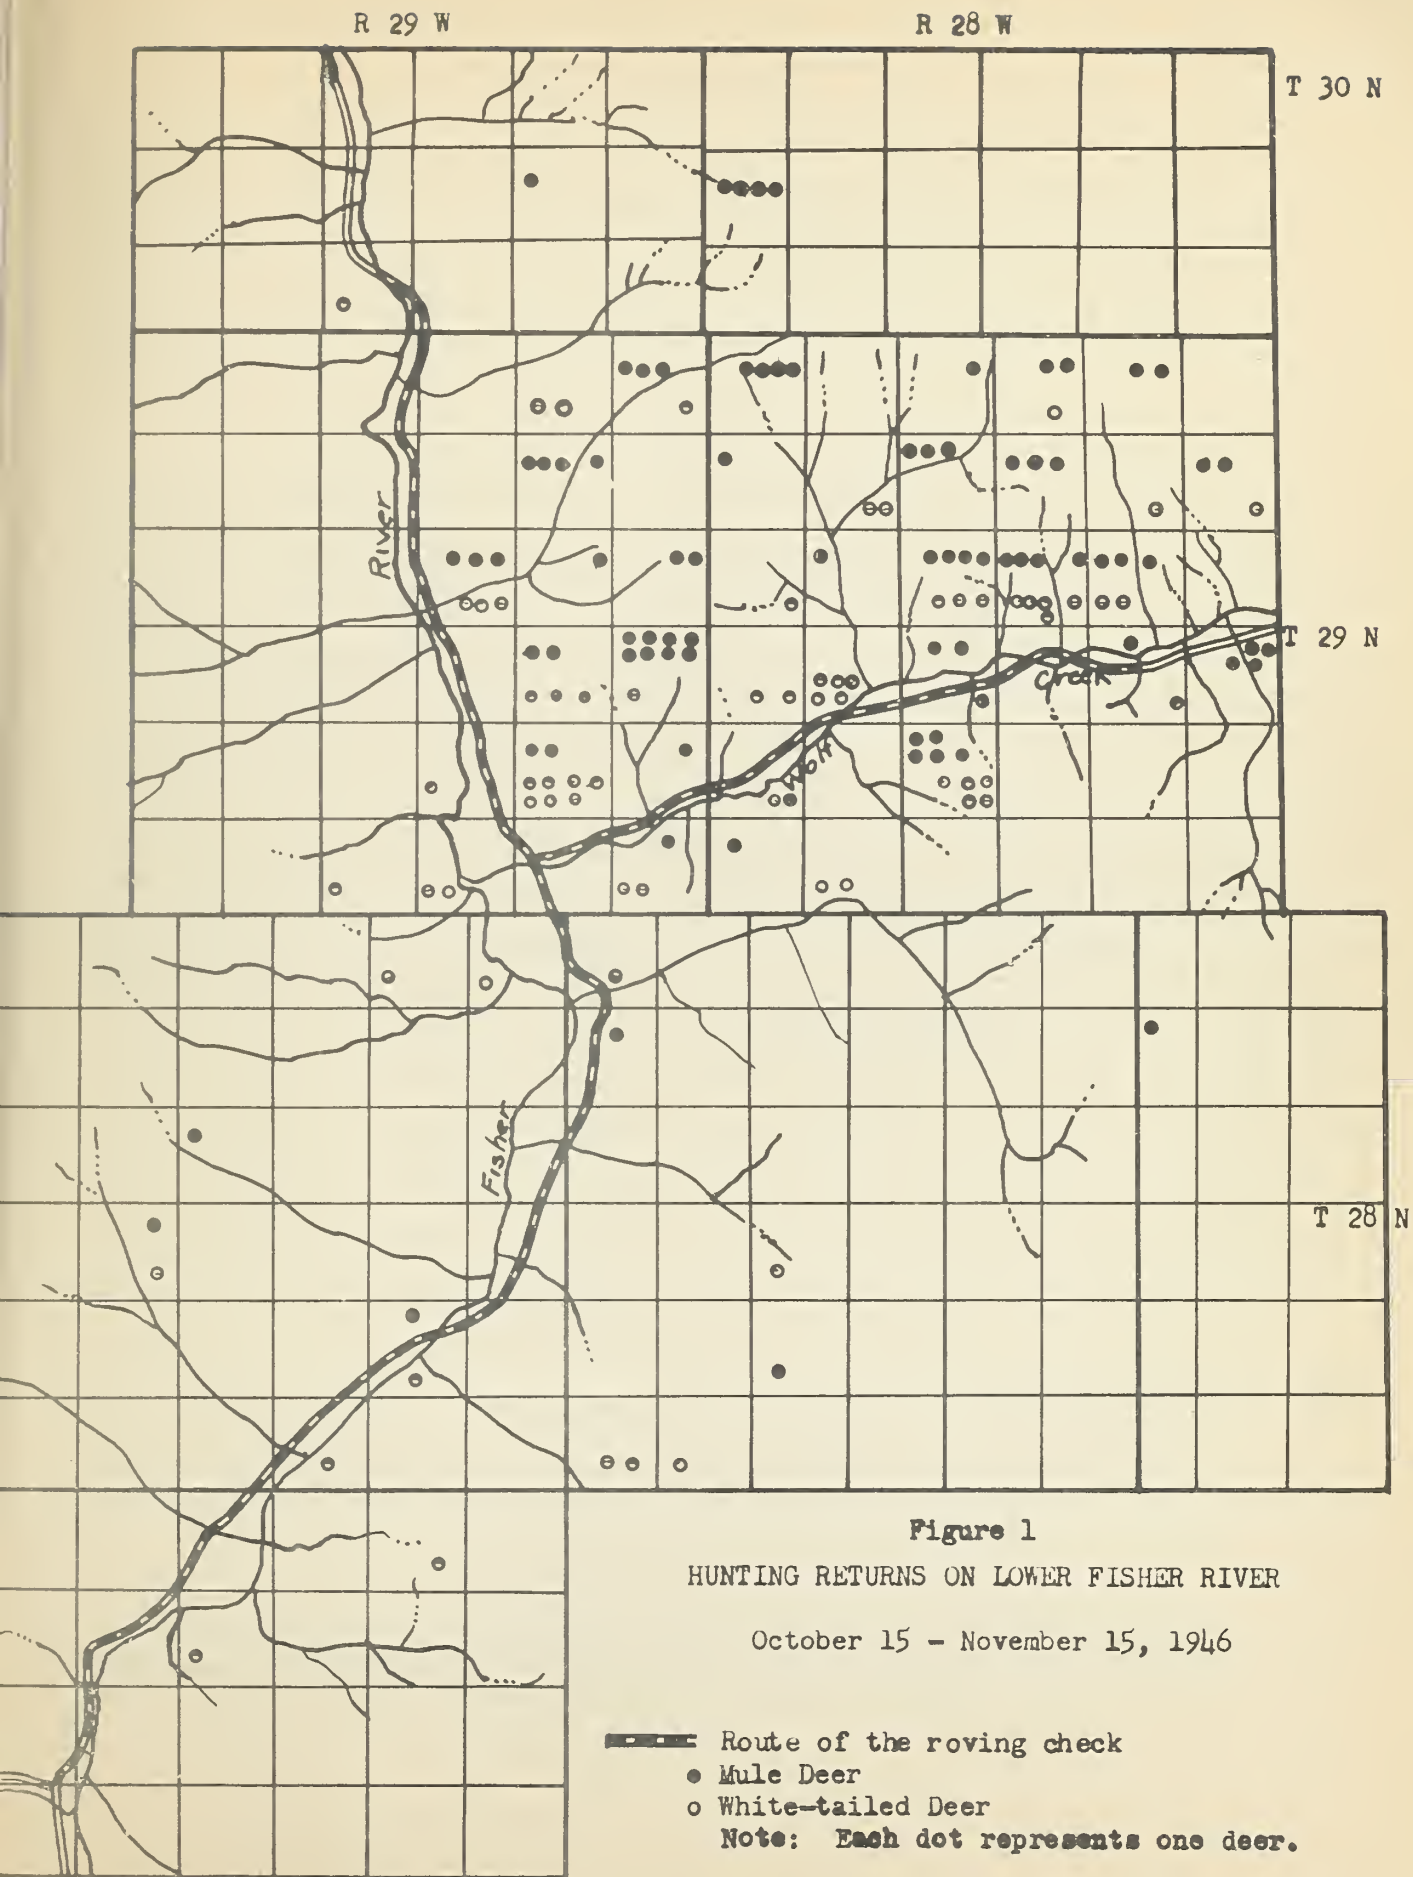 R 29 W
R 28 W
T 30 N
River
T 29 N
Creek
Wolf
Fisher
T 28 N
Figure 1
HUNTING RETURNS ON LOWER FISHER RIVER
October 15 - November 15, 1946
Route of the roving check
Mule Deer
White-tailed Deer
Note: Each dot represents one deer.